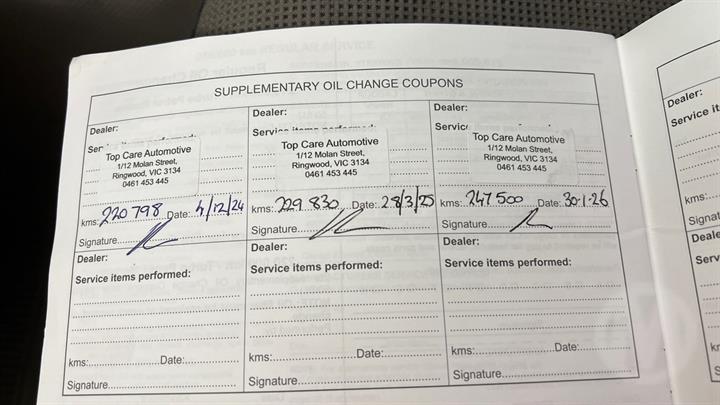 SUPPLEMENTARY OIL CHANGE COUPONS
Dealer:
Top Care Automotive
1/12 Molan Street,
Ringwood, VIC 3134
0461 453 445
kms: 220 798 Date: 4/12/24
Signature
Dealer:
Service items performed:
Top Care Automotive
1/12 Molan Street,
Ringwood, VIC 3134
0461 453 445
kms: 229 830 Date: 28/3/25
Signature
Dealer:
Service
Top Care Automotive
1/12 Molan Street,
Ringwood, VIC 3134
0461 453 445
kms: 247 500 Date: 30.1.26
Signature
Dealer:
Service items performed:
kms: Date:
Signature
Dealer:
Service items performed:
kms: Date:
Signature
Dealer:
Service items performed:
kms: Date:
Signature
Dealer:
Service it